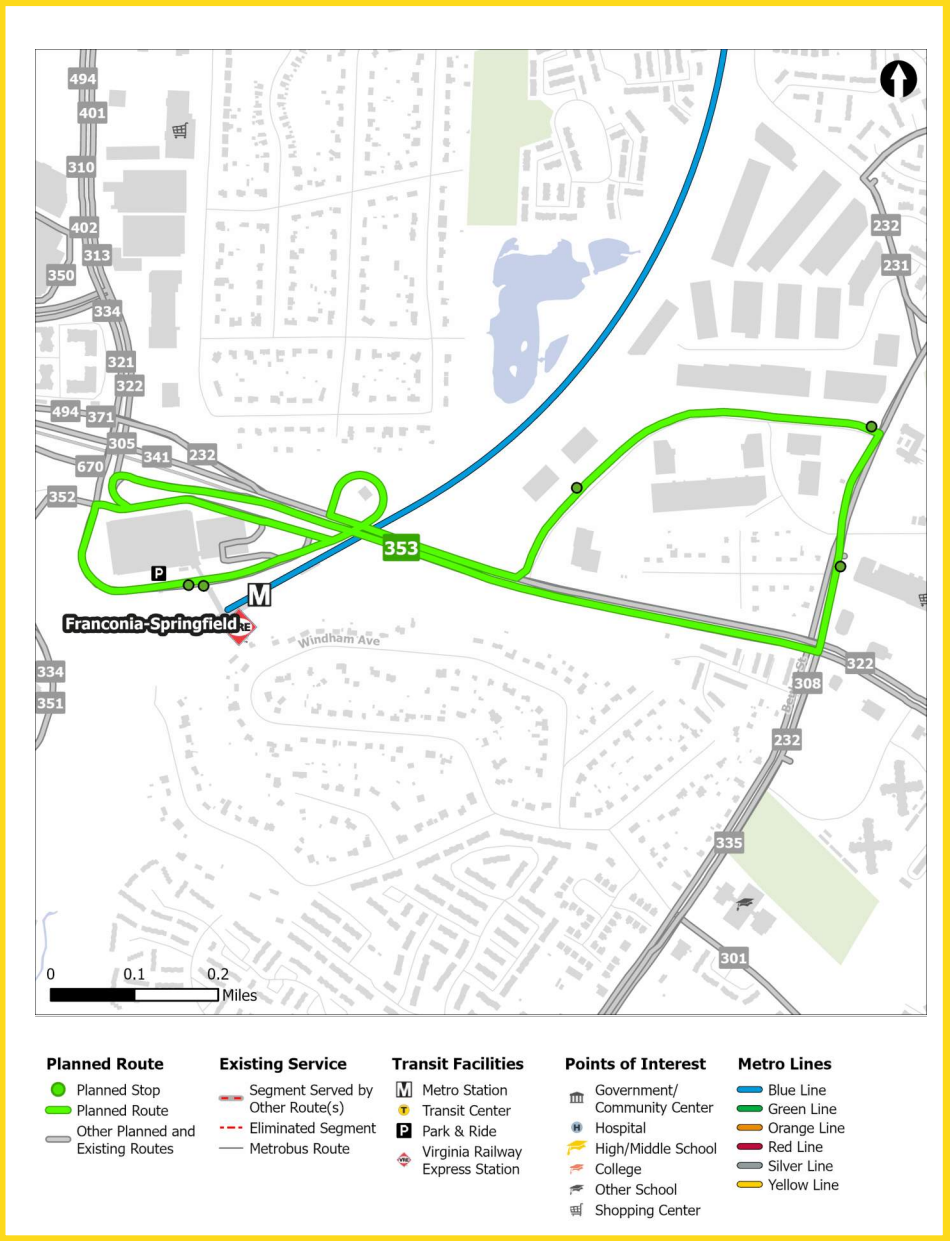 494
401
310
402
313
350
334
321
322
494
371
305
341
232
670
352
353
232
231
P
M
Franconia-Springfield
RE
Windham Ave
334
351
322
308
232
335
301
0 0.1 0.2
Miles
Planned Route
Planned Stop
Planned Route
Other Planned and
Existing Routes
Existing Service
Segment Served by
Other Route(s)
Eliminated Segment
Metrobus Route
Transit Facilities
M Metro Station
T Transit Center
P Park & Ride
VRE Virginia Railway
Express Station
Points of Interest
Government/
Community Center
H Hospital
High/Middle School
College
Other School
Shopping Center
Metro Lines
Blue Line
Green Line
Orange Line
Red Line
Silver Line
Yellow Line